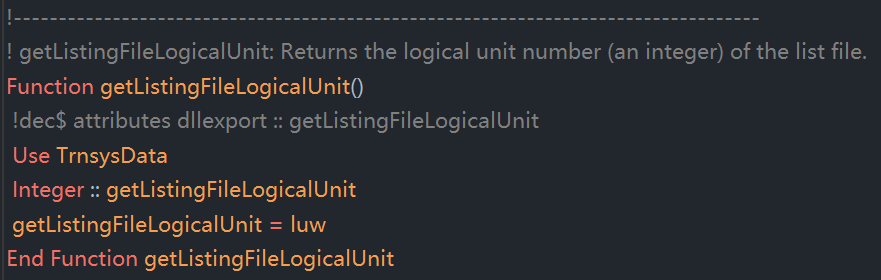 !-------------------------------------------------------------------------------
! getListingFileLogicalUnit: Returns the logical unit number (an integer) of the list file.
Function getListingFileLogicalUnit()
!dec$ attributes dllexport :: getListingFileLogicalUnit
Use TrnsysData
Integer :: getListingFileLogicalUnit
getListingFileLogicalUnit = luw
End Function getListingFileLogicalUnit